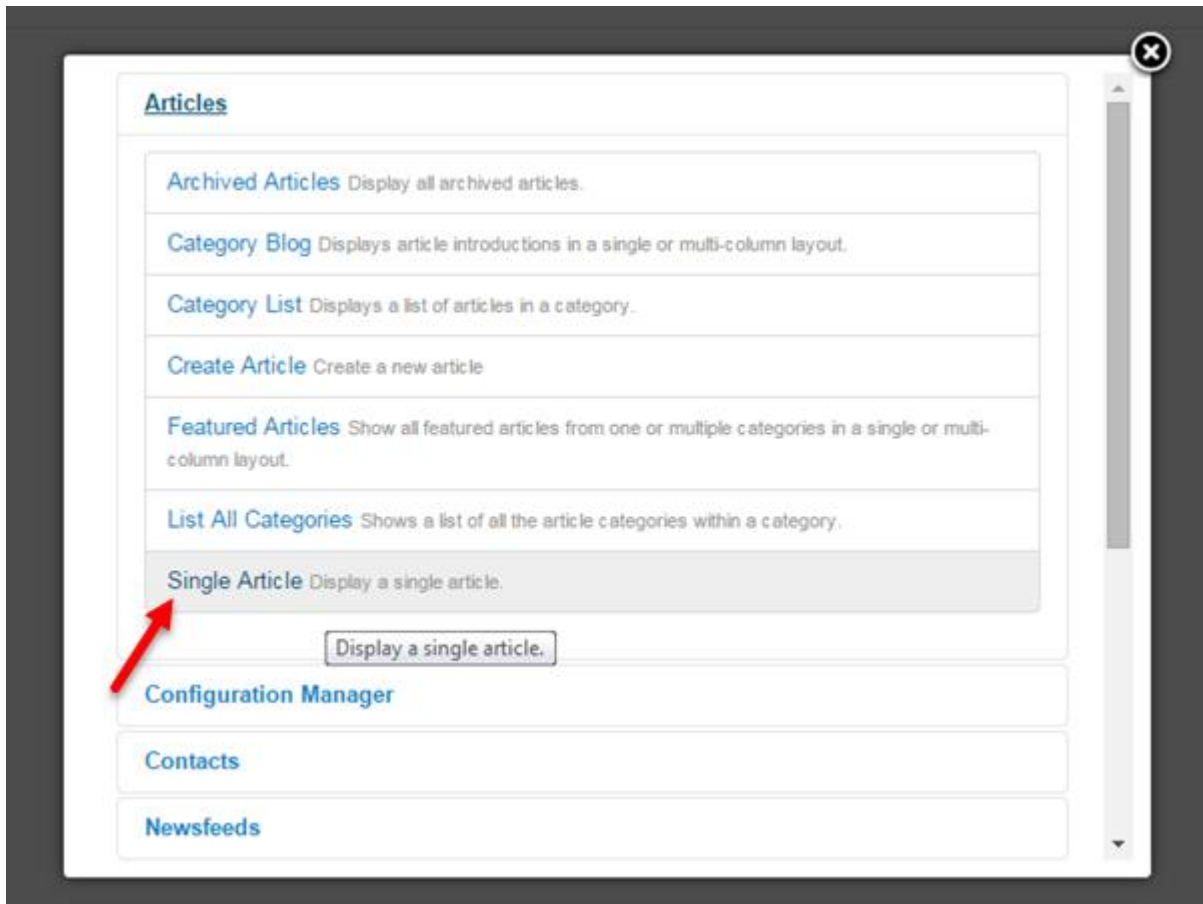 Articles
Archived Articles Display all archived articles.
Category Blog Displays article introductions in a single or multi-column layout.
Category List Displays a list of articles in a category.
Create Article Create a new article
Featured Articles Show all featured articles from one or multiple categories in a single or multi-
column layout.
List All Categories Shows a list of all the article categories within a category.
Single Article Display a single article.
Display a single article.
Configuration Manager
Contacts
Newsfeeds